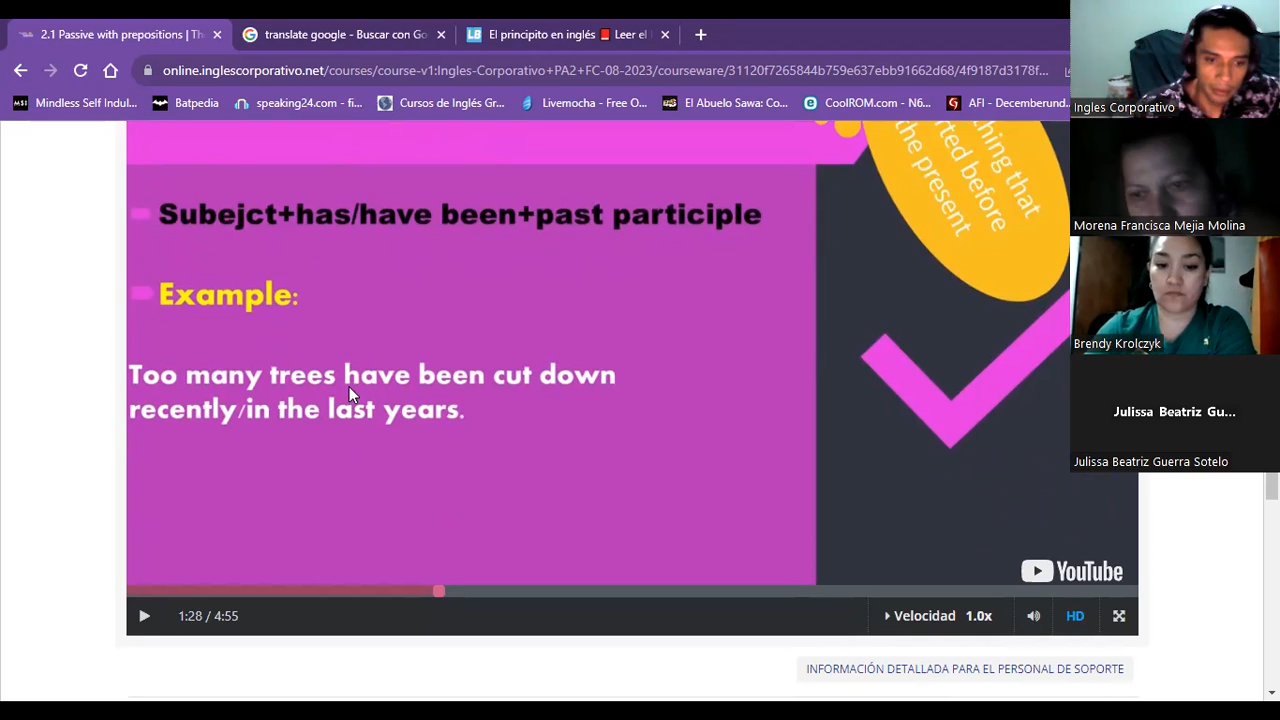 2.1 Passive with prepositions | Th
translate google - Buscar con Go
El principito en inglés 📕 Leer el
online.inglescorporativo.net/courses/course-v1:Ingles-Corporativo+PA2+FC-08-2023/courseware/31120f7265844b759e637ebb91662d68/4f9187d3178f...
Mindless Self Indul...
Batpedia
speaking24.com - fi...
Cursos de Inglés Gr...
Livemocha - Free O...
El Abuelo Sawa: Co...
CoolROM.com - N6...
AFI - Decemberund...
Ingles Corporativo
Morena Francisca Mejia Molina
Brendy Krolczyk
Julissa Beatriz Gu...
Julissa Beatriz Guerra Sotelo
Subejct+has/have been+past participle
Example:
Too many trees have been cut down
recently/in the last years.
before
the present
YouTube
1:28 / 4:55
Velocidad 1.0x
HD
INFORMACIÓN DETALLADA PARA EL PERSONAL DE SOPORTE